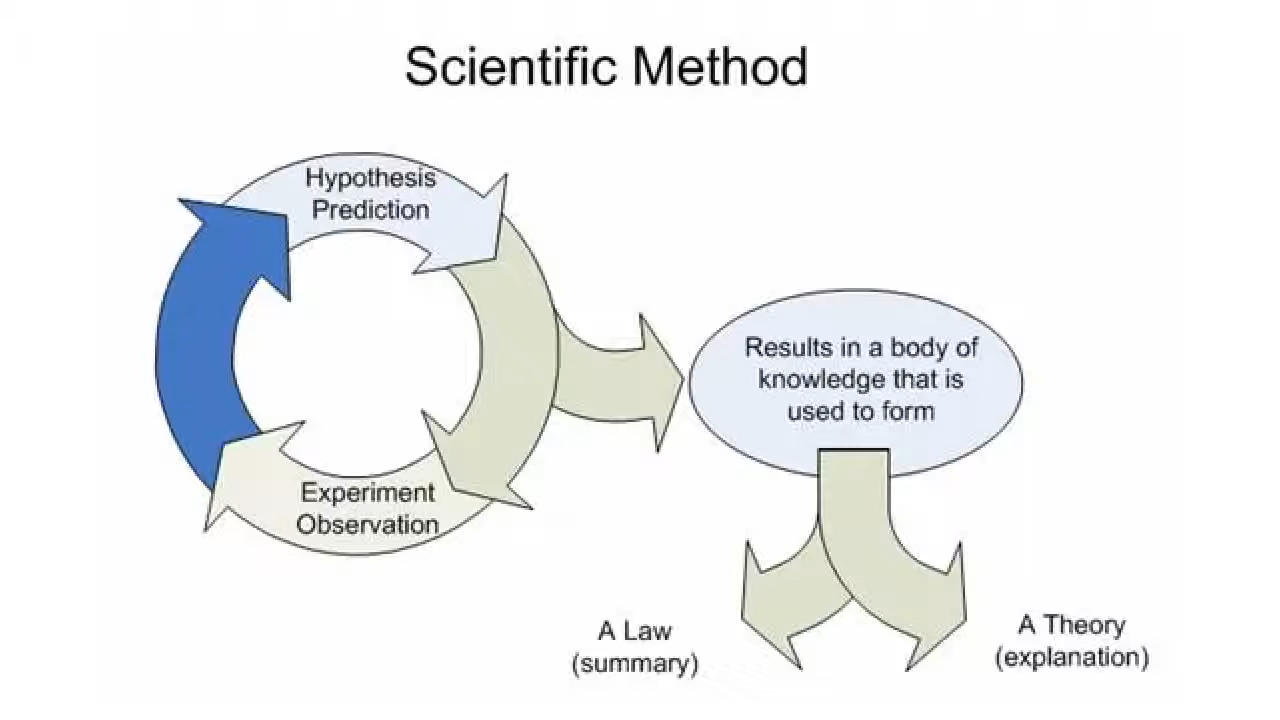 Scientific Method
Hypothesis
Prediction
Experiment
Observation
Results in a body of
knowledge that is
used to form
A Law
(summary)
A Theory
(explanation)